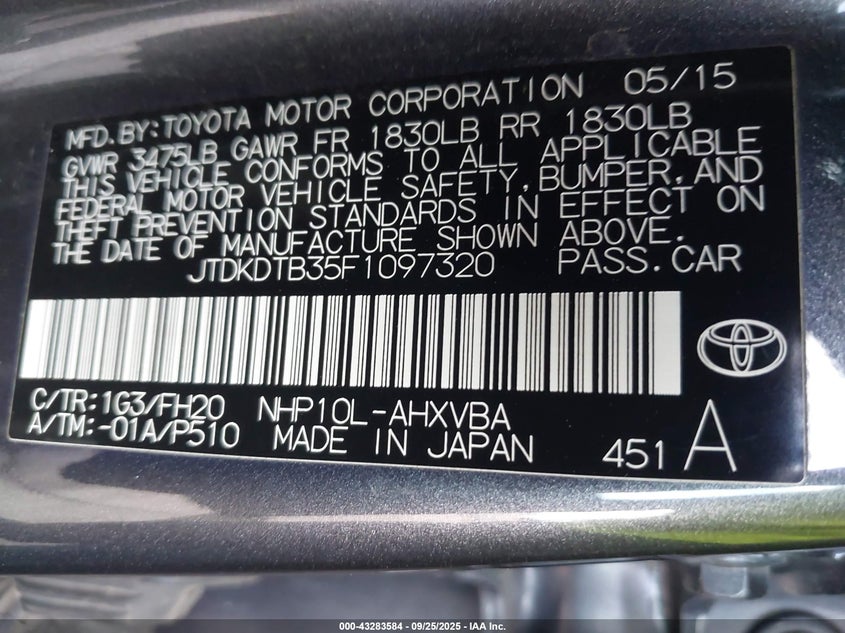 MFD. BY: TOYOTA MOTOR CORPORATION 05/15
GVWR 3475LB GAWR FR 1830LB RR 1830LB
THIS VEHICLE CONFORMS TO ALL APPLICABLE
FEDERAL MOTOR VEHICLE SAFETY, BUMPER, AND
THEFT PREVENTION STANDARDS IN EFFECT ON
THE DATE OF MANUFACTURE SHOWN ABOVE.
JTDKDTB35F1097320 PASS. CAR
C/TR: 1G3/FH20 NHP10L-AHXVBA
A/TM: -01A/P510 MADE IN JAPAN 451 A
000-43283584 - 09/25/2025 - IAA Inc.